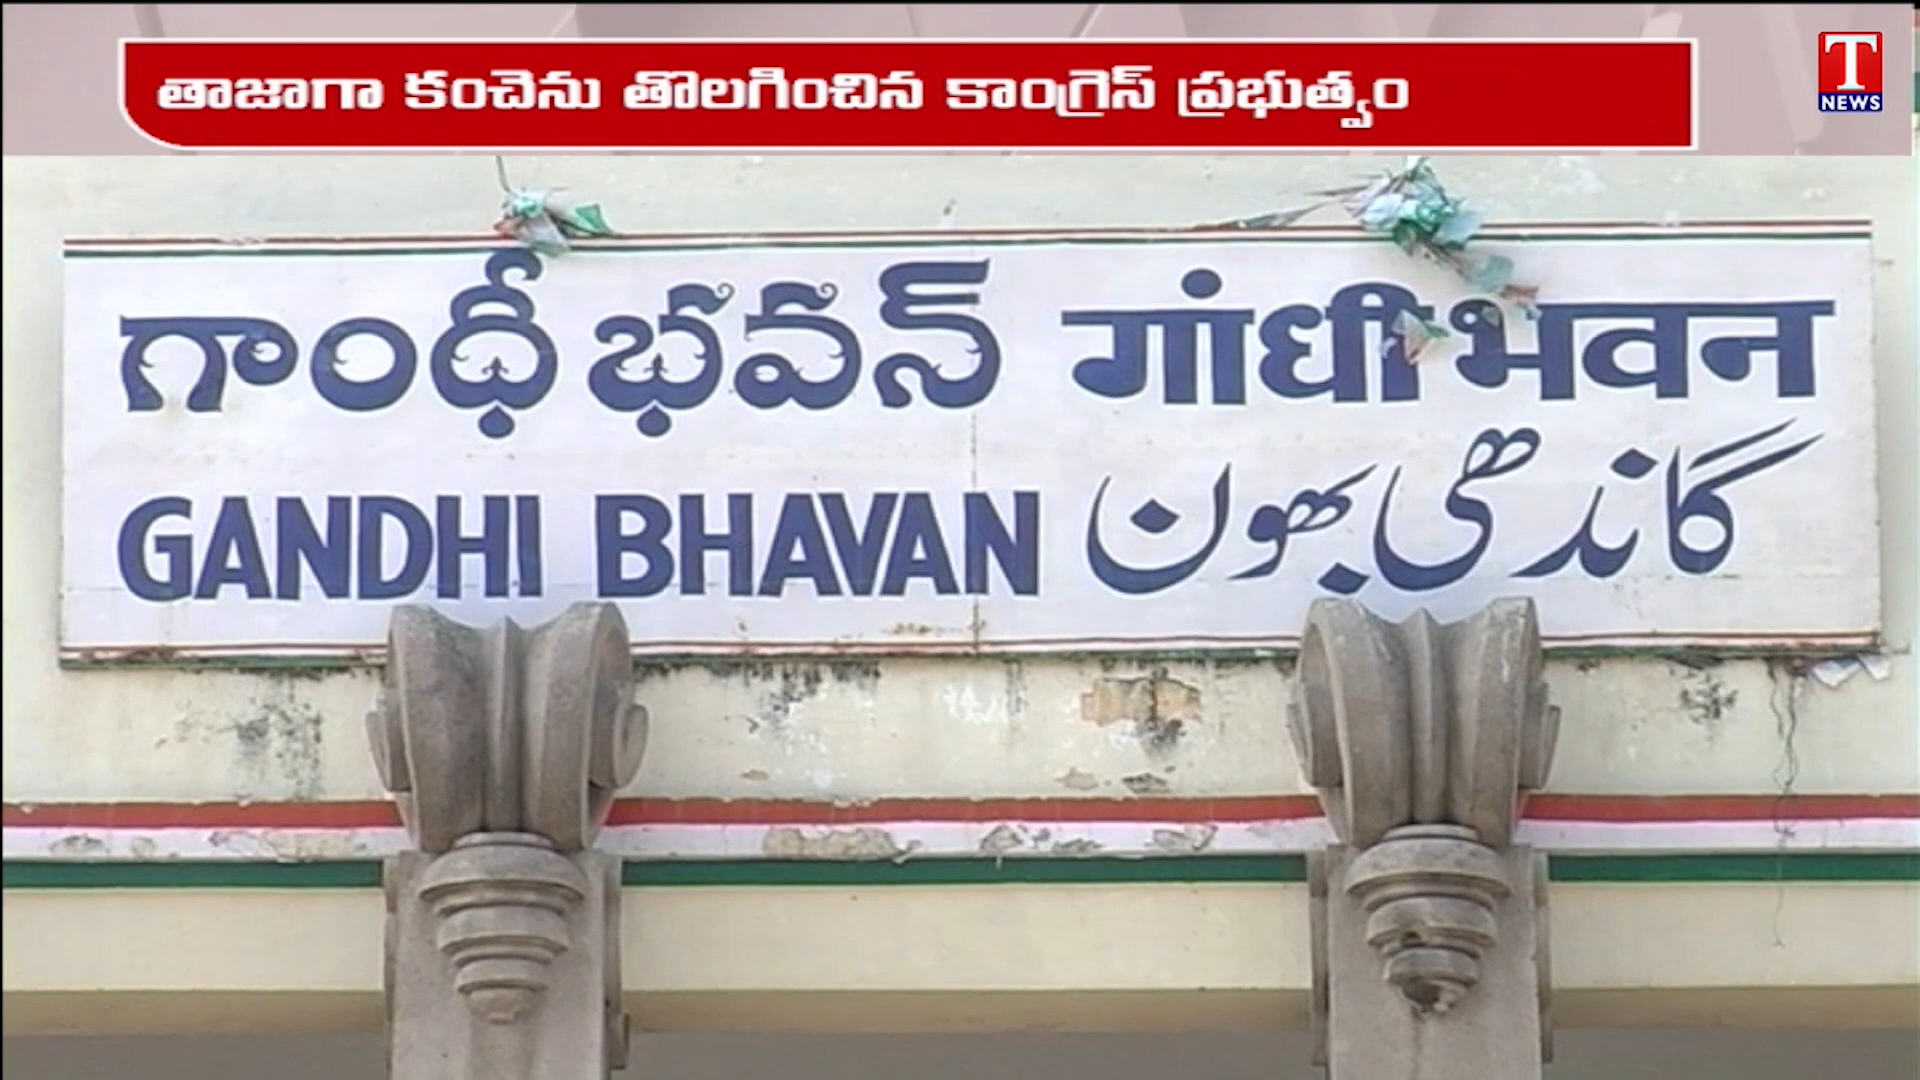 తాజాగా కంచెను తొలగించిన కాంగ్రెస్ ప్రభుత్వం
T
NEWS
గాంధీ భవన్ गांधी भवन
GANDHI BHAVAN گاندھی بھون